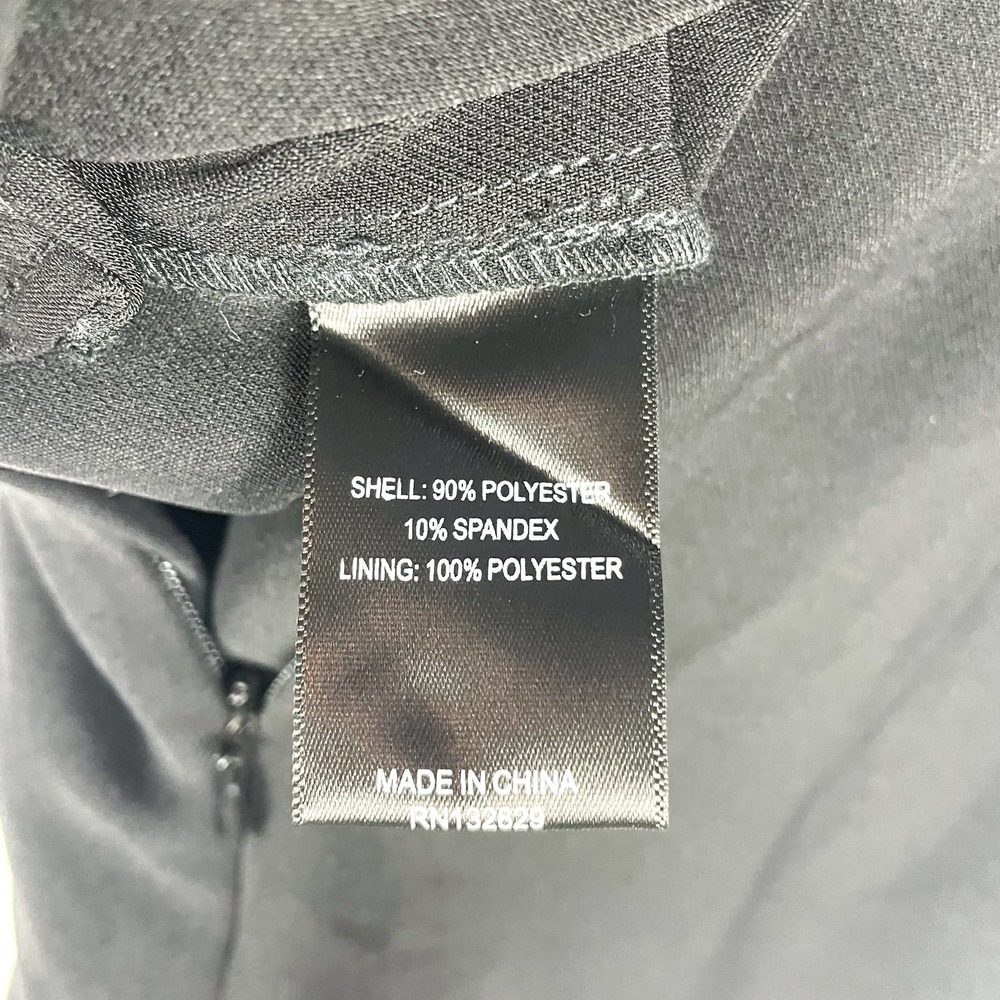 SHELL: 90% POLYESTER
10% SPANDEX
LINING: 100% POLYESTER
MADE IN CHINA
RN132829